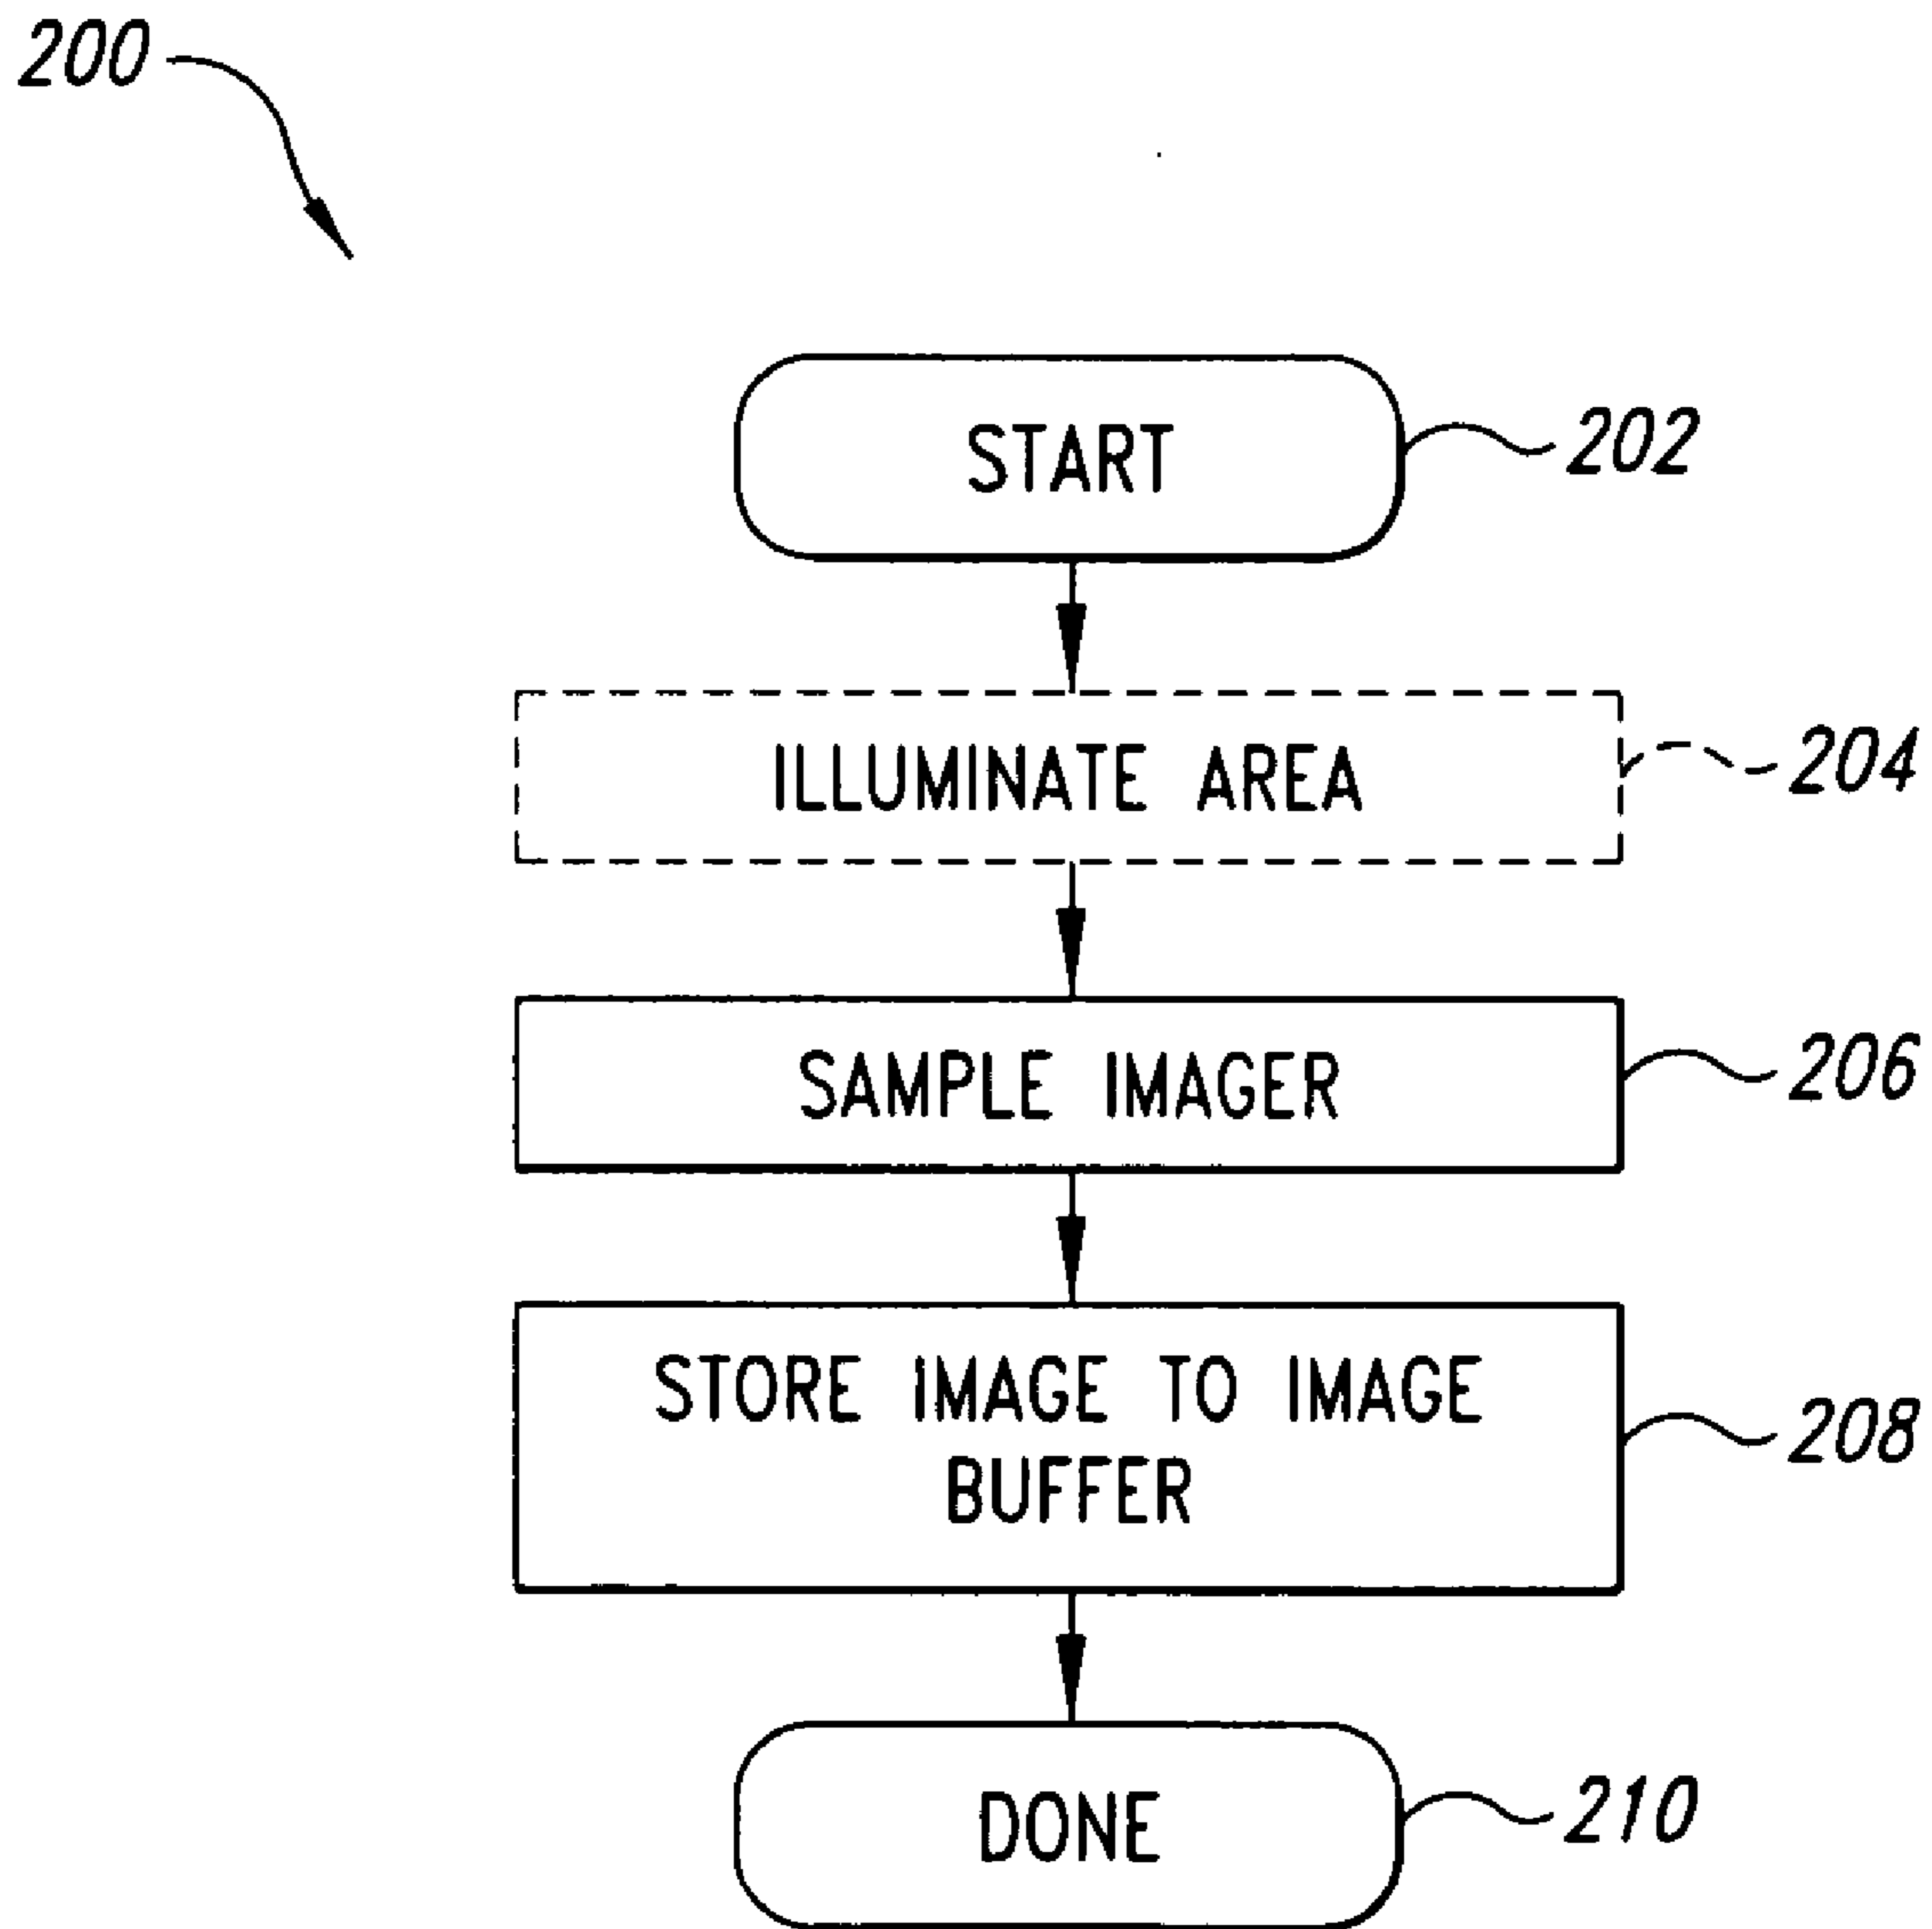 200
START
202
ILLUMINATE AREA
204
SAMPLE IMAGER
206
STORE IMAGE TO IMAGE
BUFFER
208
DONE
210